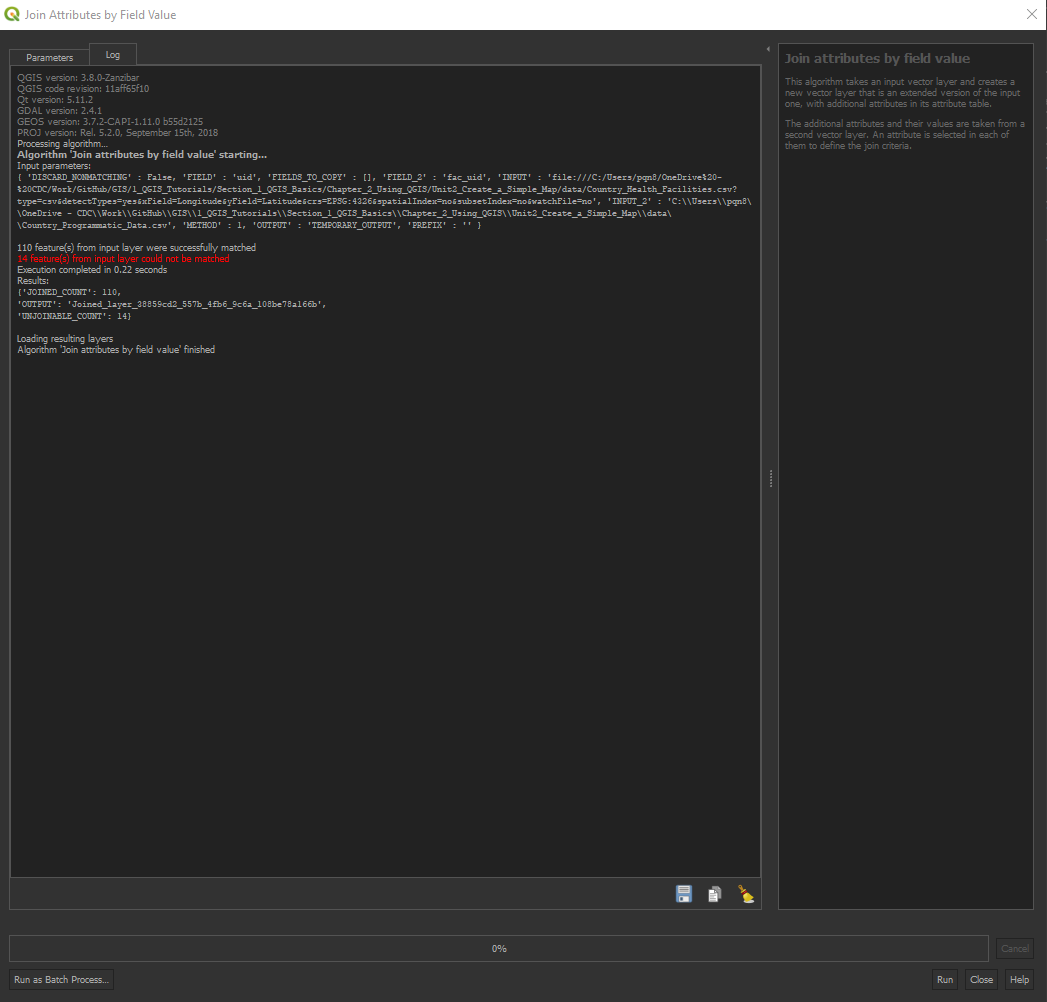 Join Attributes by Field Value
Parameters
Log
QGIS version: 3.8.0-Zanzibar
QGIS code revision: 11aff65f10
Qt version: 5.11.2
GDAL version: 2.4.1
GEOS version: 3.7.2-CAPI-1.11.0 b55d2125
PROJ version: Rel. 5.2.0, September 15th, 2018
Processing algorithm...
Algorithm 'Join attributes by field value' starting...
Input parameters:
{ 'DISCARD_NONMATCHING' : False, 'FIELD' : 'uid', 'FIELDS_TO_COPY' : [], 'FIELD_2' : 'fac_uid', 'INPUT' : 'file:///C:/Users/pqn8/OneDrive%20-
%20CDC/Work/GitHub/GIS/1_QGIS_Tutorials/Section_1_QGIS_Basics/Chapter_2_Using_QGIS/Unit2_Create_a_Simple_Map/data/Country_Health_Facilities.csv?
type=csv&detectTypes=yes&xField=Longitude&yField=Latitude&crs=EPSG:4326&spatialIndex=no&subsetIndex=no&watchFile=no', 'INPUT_2' : 'C:\\Users\\pqn8\
\OneDrive - CDC\\Work\\GitHub\\GIS\\1_QGIS_Tutorials\\Section_1_QGIS_Basics\\Chapter_2_Using_QGIS\\Unit2_Create_a_Simple_Map\\data\
\Country_Programmatic_Data.csv', 'METHOD' : 1, 'OUTPUT' : 'TEMPORARY_OUTPUT', 'PREFIX' : '' }
110 feature(s) from input layer were successfully matched
14 feature(s) from input layer could not be matched
Execution completed in 0.22 seconds
Results:
{'JOINED_COUNT': 110,
'OUTPUT': 'Joined_layer_38859cd2_557b_4fb6_9c6a_108be78a166b',
'UNJOINABLE_COUNT': 14}
Loading resulting layers
Algorithm 'Join attributes by field value' finished
Join attributes by field value
This algorithm takes an input vector layer and creates a
new vector layer that is an extended version of the input
one, with additional attributes in its attribute table.
The additional attributes and their values are taken from a
second vector layer. An attribute is selected in each of
them to define the join criteria.
0%
Cancel
Run as Batch Process...
Run
Close
Help